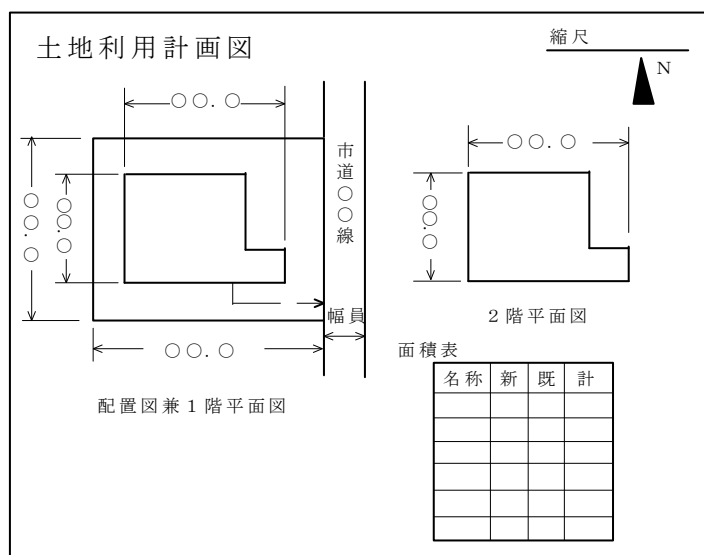 土地利用計画図
縮尺
N
○○.○
○○.○
○○.○
市道○○線
幅員
○○.○
配置図兼1階平面図
○○.○
○○.○
2階平面図
面積表
名称 新 既 計